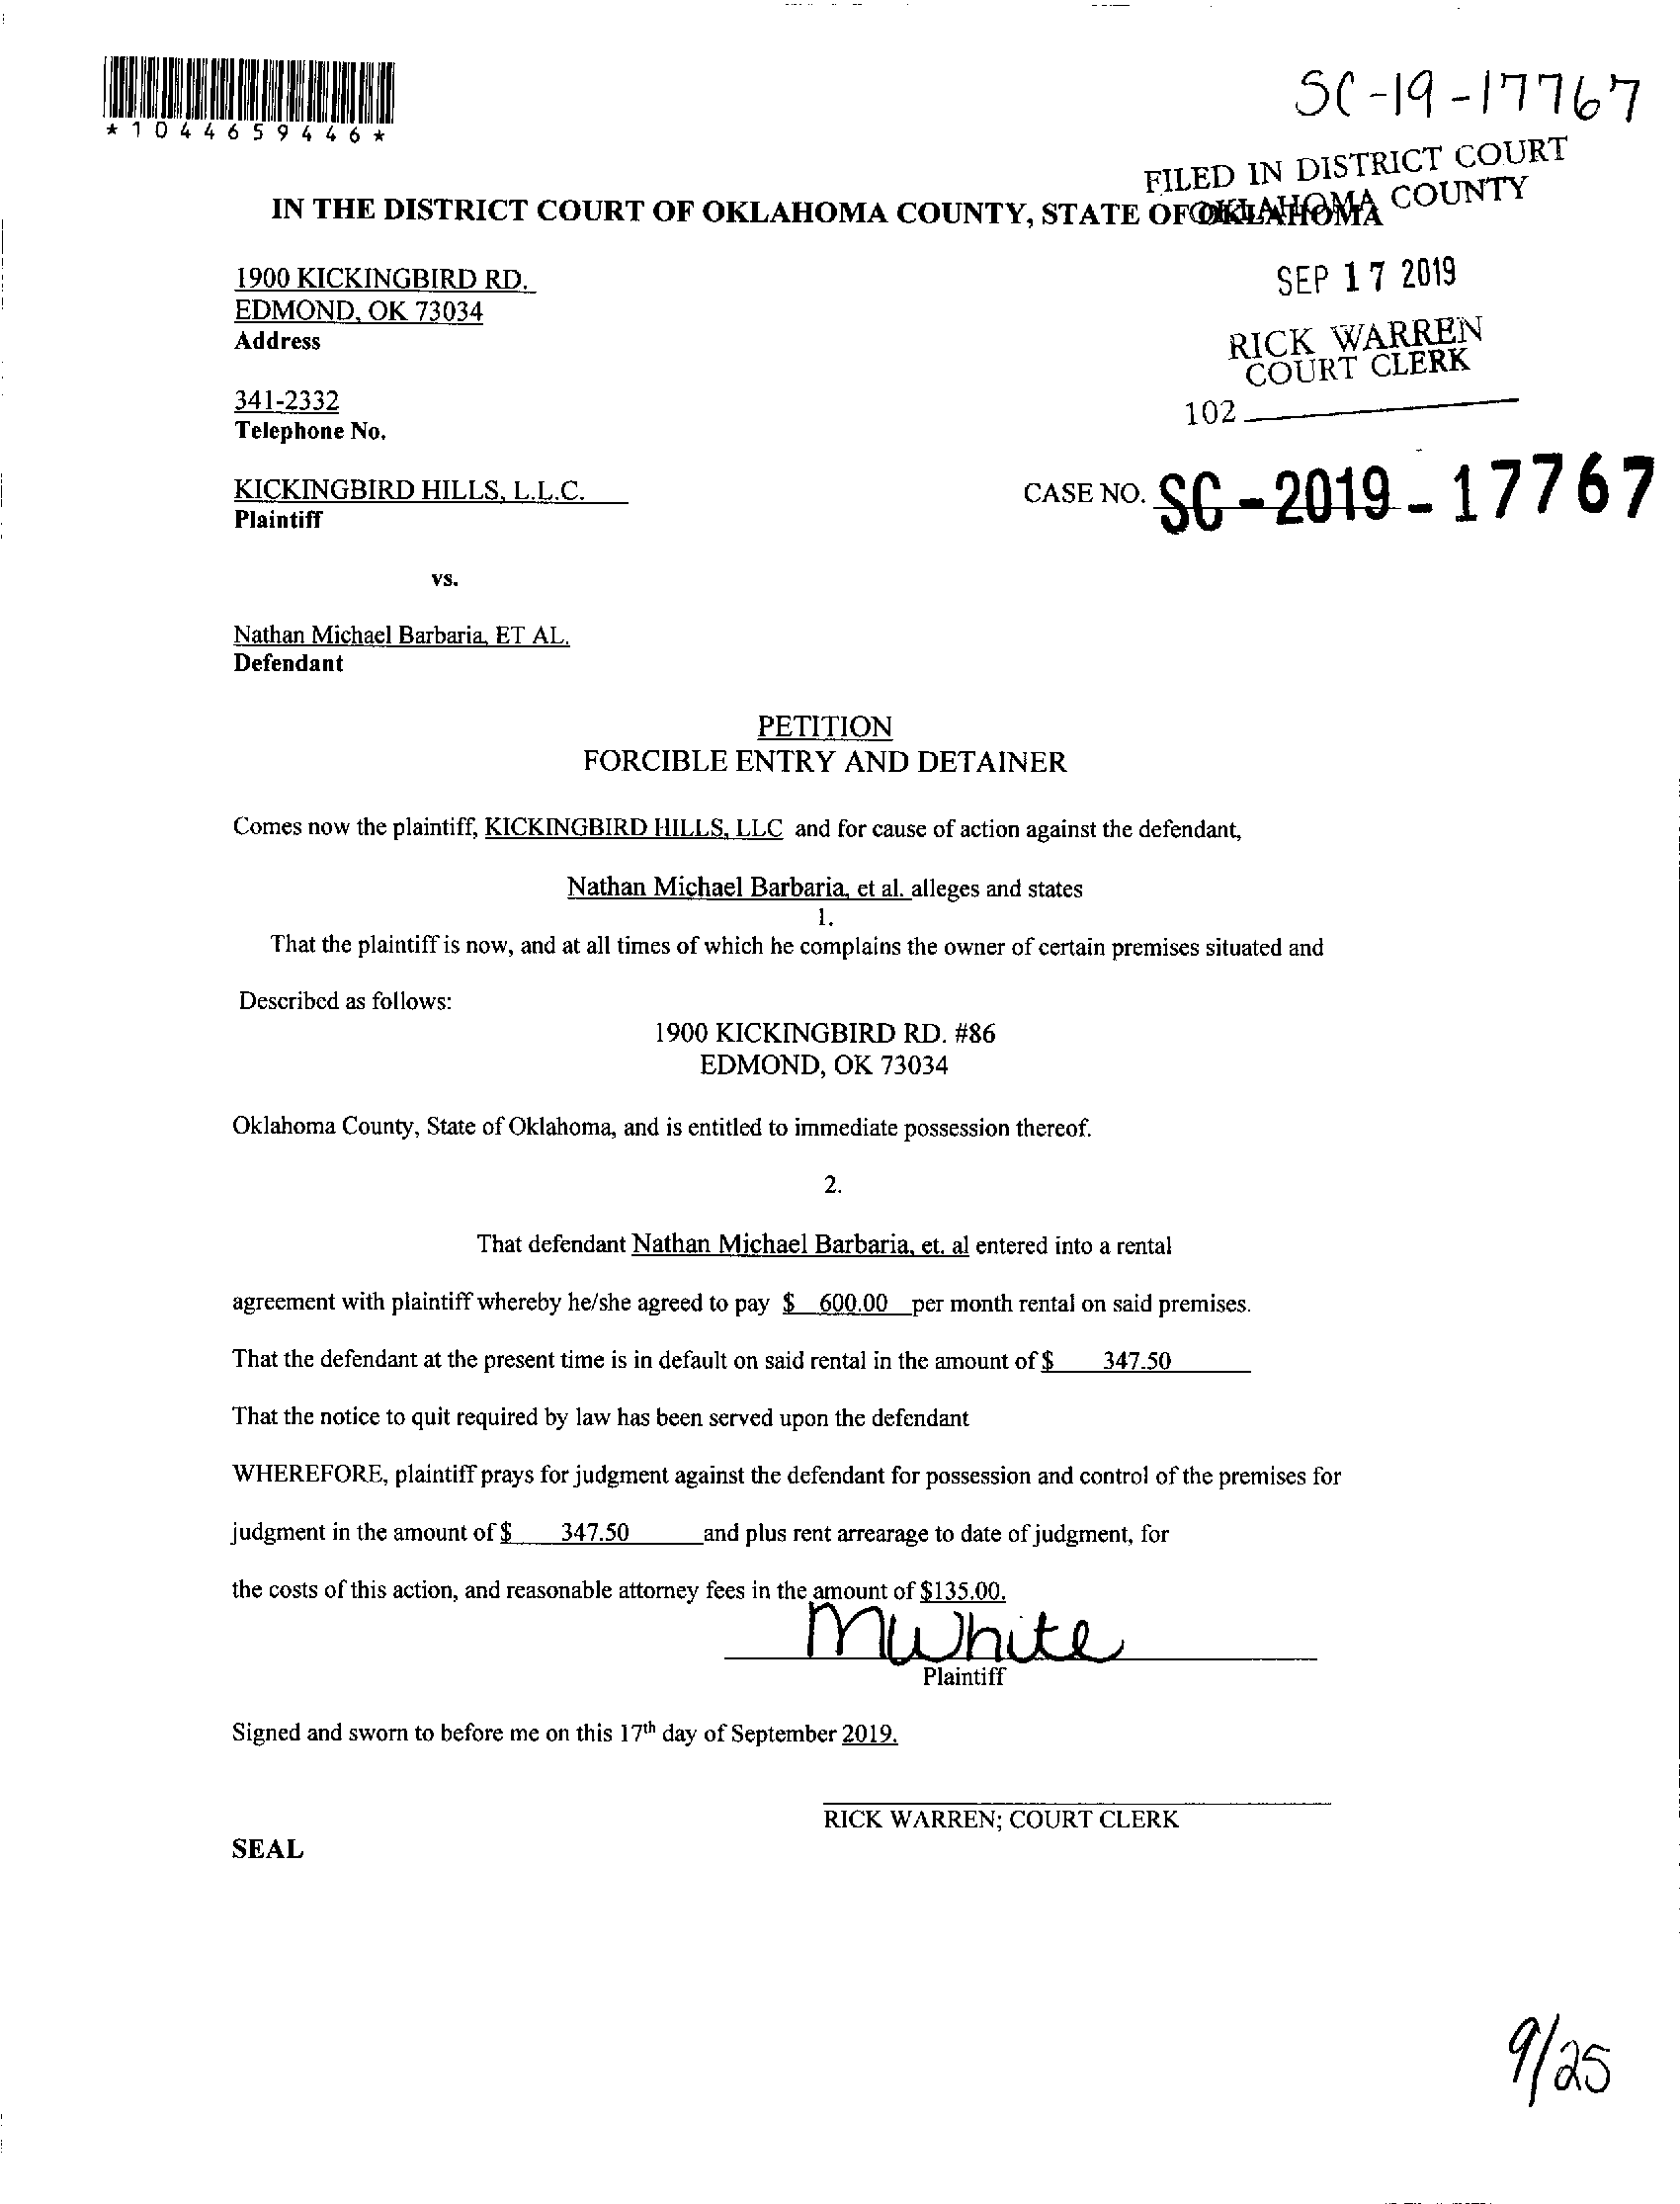 SC-19-17767
*1044659446*
FILED IN DISTRICT COURT
OKLAHOMA COUNTY
IN THE DISTRICT COURT OF OKLAHOMA COUNTY, STATE OF OKLAHOMA
1900 KICKINGBIRD RD.
SEP 17 2019
EDMOND, OK 73034
Address
RICK WARREN
COURT CLERK
341-2332
102
Telephone No.
KICKINGBIRD HILLS, L.L.C.
CASE NO. SC-2019-17767
Plaintiff
vs.
Nathan Michael Barbaria, ET AL.
Defendant
PETITION
FORCIBLE ENTRY AND DETAINER
Comes now the plaintiff, KICKINGBIRD HILLS, LLC and for cause of action against the defendant,
Nathan Michael Barbaria, et al. alleges and states
1.
That the plaintiff is now, and at all times of which he complains the owner of certain premises situated and
Described as follows:
1900 KICKINGBIRD RD. #86
EDMOND, OK 73034
Oklahoma County, State of Oklahoma, and is entitled to immediate possession thereof.
2.
That defendant Nathan Michael Barbaria, et. al entered into a rental
agreement with plaintiff whereby he/she agreed to pay $ 600.00 per month rental on said premises.
That the defendant at the present time is in default on said rental in the amount of $ 347.50
That the notice to quit required by law has been served upon the defendant
WHEREFORE, plaintiff prays for judgment against the defendant for possession and control of the premises for
judgment in the amount of $ 347.50 and plus rent arrearage to date of judgment, for
the costs of this action, and reasonable attorney fees in the amount of $135.00.
MWhite
Plaintiff
Signed and sworn to before me on this 17th day of September 2019.
RICK WARREN; COURT CLERK
SEAL
9/25